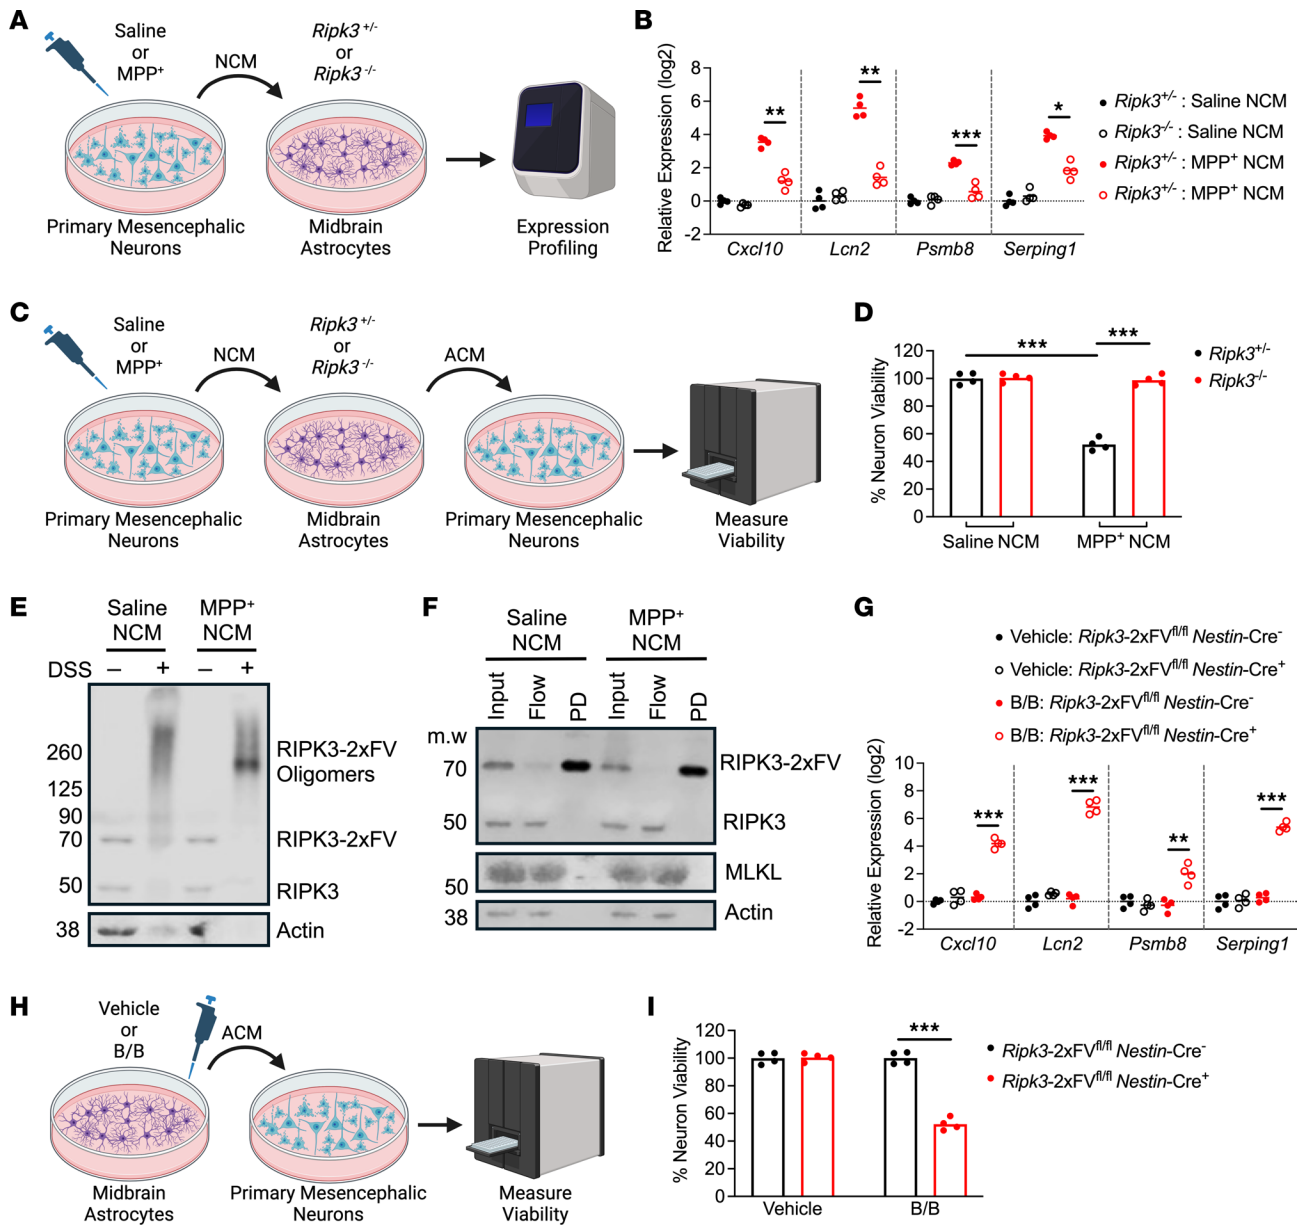 A
Saline
or
MPP+
NCM
Ripk3 +/-
or
Ripk3 -/-
Primary Mesencephalic
Neurons
Midbrain
Astrocytes
Expression
Profiling
B
Relative Expression (log2)
8
6
4
2
0
-2
**
**
***
*
Cxcl10
Lcn2
Psmb8
Serping1
Ripk3+/- : Saline NCM
Ripk3-/- : Saline NCM
Ripk3+/- : MPP+ NCM
Ripk3+/- : MPP+ NCM
C
Saline
or
MPP+
NCM
Ripk3 +/-
or
Ripk3 -/-
ACM
Primary Mesencephalic
Neurons
Midbrain
Astrocytes
Primary Mesencephalic
Neurons
Measure
Viability
D
% Neuron Viability
120
100
80
60
40
20
0
***
***
Saline NCM
MPP+ NCM
Ripk3+/-
Ripk3-/-
E
Saline
NCM
MPP+
NCM
DSS – + – +
260
125
90
70
50
38
RIPK3-2xFV
Oligomers
RIPK3-2xFV
RIPK3
Actin
F
Saline
NCM
MPP+
NCM
Input
Flow
PD
Input
Flow
PD
m.w
70
50
50
38
RIPK3-2xFV
RIPK3
MLKL
Actin
G
Vehicle: Ripk3-2xFVfl/fl Nestin-Cre-
Vehicle: Ripk3-2xFVfl/fl Nestin-Cre+
B/B: Ripk3-2xFVfl/fl Nestin-Cre-
B/B: Ripk3-2xFVfl/fl Nestin-Cre+
Relative Expression (log2)
10
8
6
4
2
0
-2
***
***
**
***
Cxcl10
Lcn2
Psmb8
Serping1
H
Vehicle
or
B/B
ACM
Midbrain
Astrocytes
Primary Mesencephalic
Neurons
Measure
Viability
I
% Neuron Viability
120
100
80
60
40
20
0
***
Vehicle
B/B
Ripk3-2xFVfl/fl Nestin-Cre-
Ripk3-2xFVfl/fl Nestin-Cre+